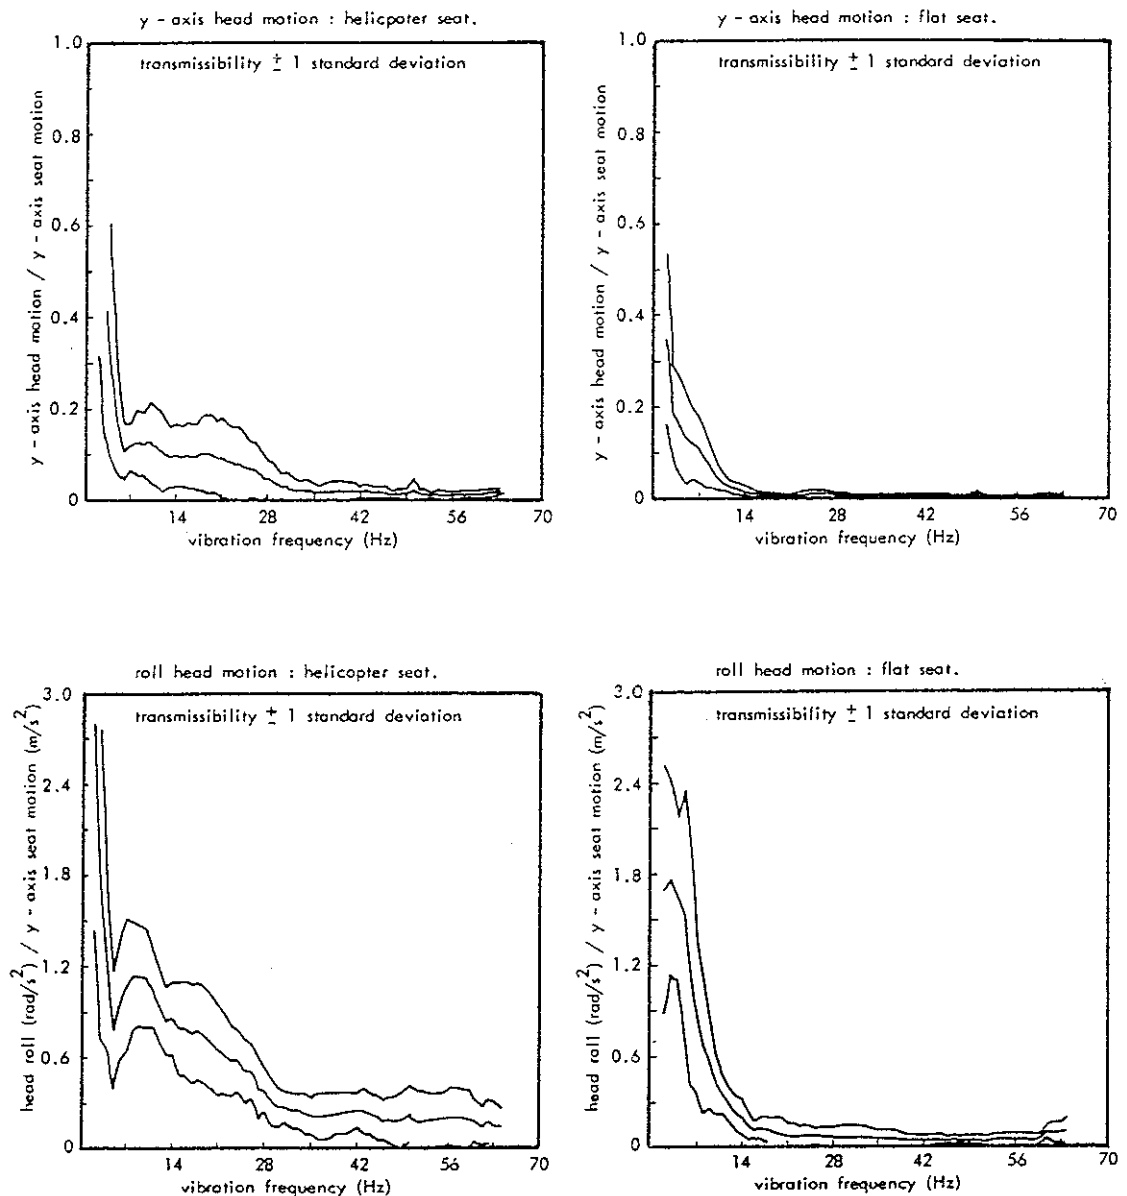 y - axis head motion : helicpoter seat.
1.0
transmissibility ± 1 standard deviation
0.8
0.6
0.4
0.2
0
14 28 42 56 70
vibration frequency (Hz)
y - axis head motion / y - axis seat motion
y - axis head motion : flat seat.
1.0
transmissibility ± 1 standard deviation
0.8
0.6
0.4
0.2
0
14 28 42 56 70
vibration frequency (Hz)
y - axis head motion / y - axis seat motion
roll head motion : helicopter seat.
3.0
transmissibility ± 1 standard deviation
2.4
1.8
1.2
0.6
0
14 28 42 56 70
vibration frequency (Hz)
head roll (rad/s²) / y - axis seat motion (m/s²)
roll head motion : flat seat.
3.0
transmissibility ± 1 standard deviation
2.4
1.8
1.2
0.6
0
14 28 42 56 70
vibration frequency (Hz)
head roll (rad/s²) / y - axis seat motion (m/s²)